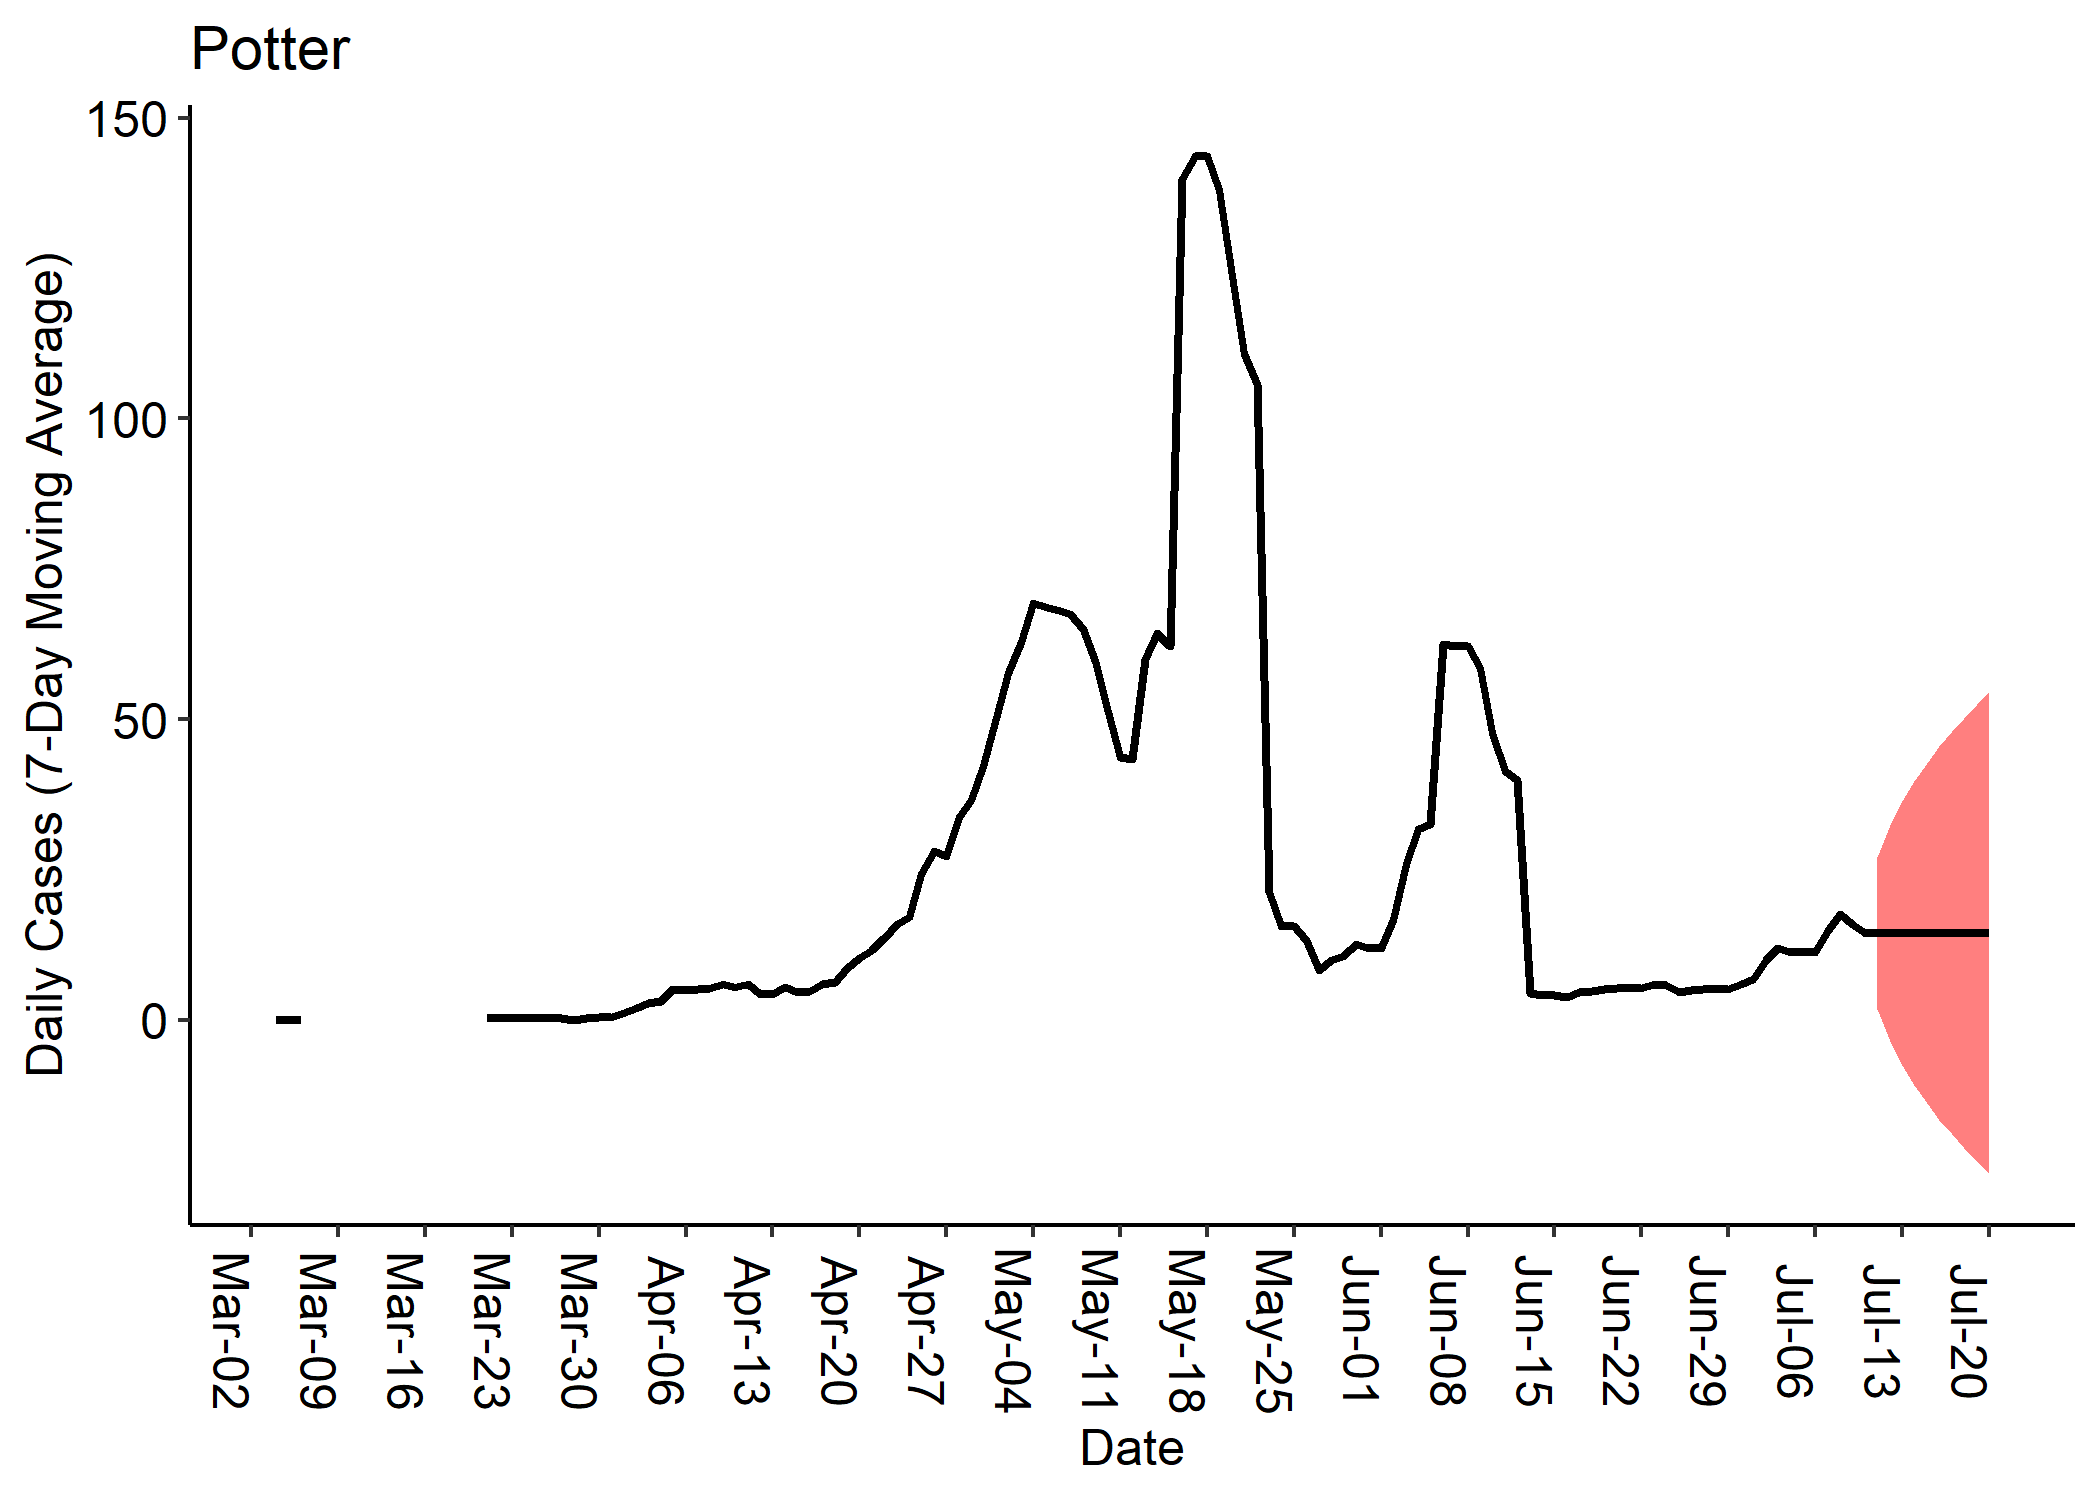 Potter
150
100
50
0
Daily Cases (7-Day Moving Average)
Mar-02
Mar-09
Mar-16
Mar-23
Mar-30
Apr-06
Apr-13
Apr-20
Apr-27
May-04
May-11
May-18
May-25
Jun-01
Jun-08
Jun-15
Jun-22
Jun-29
Jul-06
Jul-13
Jul-20
Date